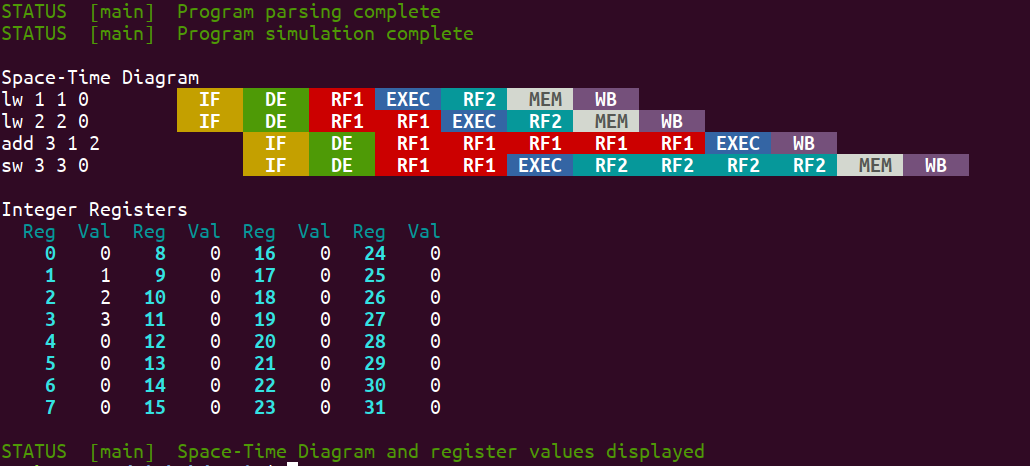 STATUS  [main]  Program parsing complete
STATUS  [main]  Program simulation complete
Space-Time Diagram
lw 1 1 0 IF DE RF1 EXEC RF2 MEM WB
lw 2 2 0 IF DE RF1 RF1 EXEC RF2 MEM WB
add 3 1 2 IF DE RF1 RF1 RF1 RF1 RF1 EXEC WB
sw 3 3 0 IF DE RF1 RF1 EXEC RF2 RF2 RF2 RF2 MEM WB
Integer Registers
Reg Val Reg Val Reg Val Reg Val
0 0 8 0 16 0 24 0
1 1 9 0 17 0 25 0
2 2 10 0 18 0 26 0
3 3 11 0 19 0 27 0
4 0 12 0 20 0 28 0
5 0 13 0 21 0 29 0
6 0 14 0 22 0 30 0
7 0 15 0 23 0 31 0
STATUS  [main]  Space-Time Diagram and register values displayed